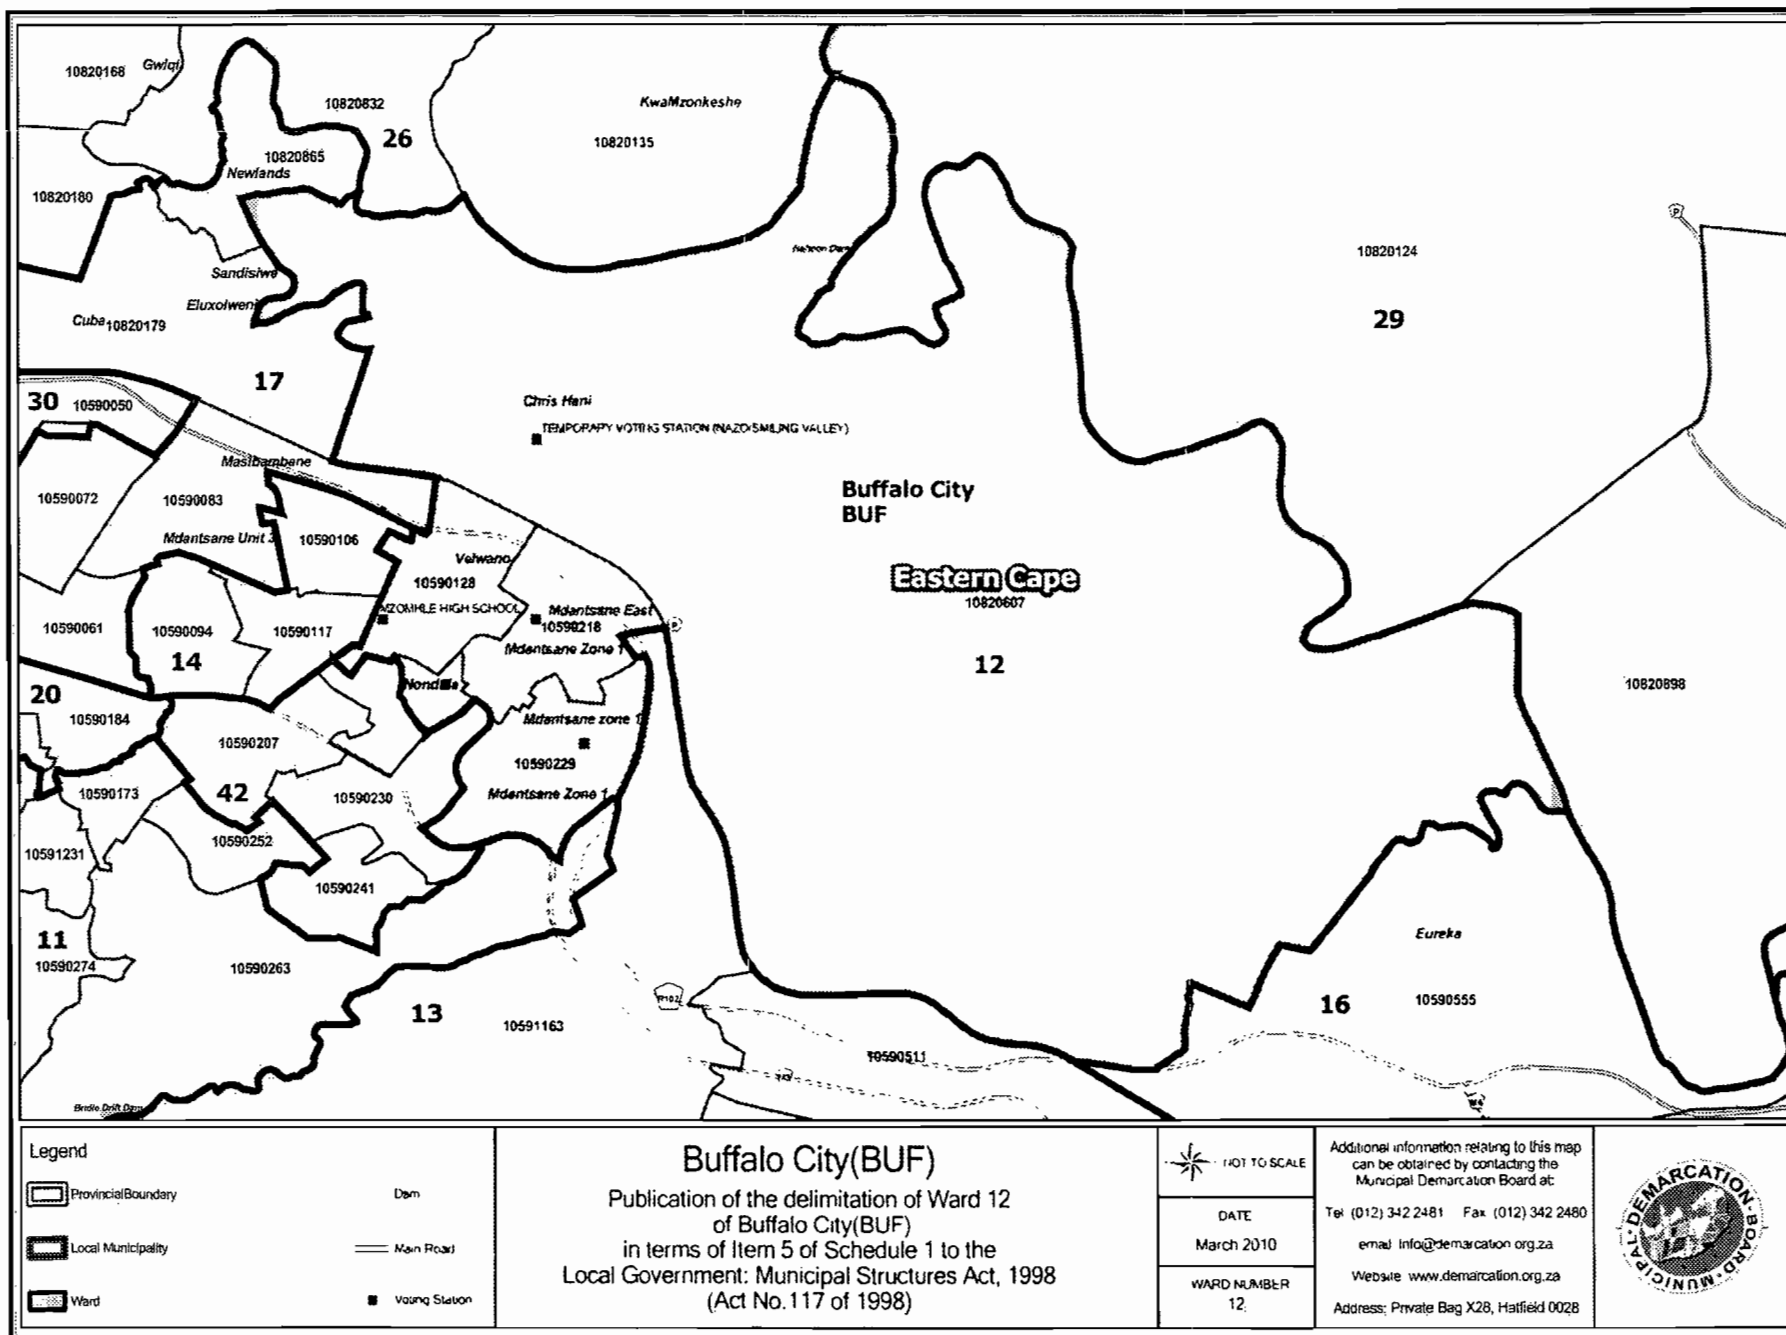 10820168
Gwiqi
10820832
26
KwaMzonkeshe
10820135
10820865
Newlands
10820180
10820124
29
Sandisiwe
Eluxolweni
Cuba 10820179
17
30 10590050
Chris Hani
TEMPORARY VOTING STATION (NAZO/SMILING VALLEY)
Masibambane
10590072
10590083
Buffalo City
BUF
Mdantsane Unit 3
10590106
Velwano
10590128
Eastern Cape
10820607
MZOMHLE HIGH SCHOOL
Mdantsane East
10590218
10590061
10590094
10590117
14
Mdantsane Zone 1
12
P
P
20
10590184
10820898
Mdantsane zone 1
10590207
10590229
42
10590173
10590230
Mdantsane Zone 1
10590252
10591231
10590241
11
10590274
10590263
Eureka
13
10591163
R102
16
10590555
10590511
Bridle Drift Dam
Legend
Provincial Boundary
Local Municipality
Ward
Dam
Main Road
Voting Station
Buffalo City(BUF)
Publication of the delimitation of Ward 12
of Buffalo City(BUF)
in terms of Item 5 of Schedule 1 to the
Local Government: Municipal Structures Act, 1998
(Act No.117 of 1998)
NOT TO SCALE
DATE
March 2010
WARD NUMBER
12
Additional information relating to this map
can be obtained by contacting the
Municipal Demarcation Board at:
Tel (012) 342 2481 Fax (012) 342 2480
email info@demarcation.org.za
Website www.demarcation.org.za
Address: Private Bag X28, Hatfield 0028
MUNICIPAL DEMARCATION BOARD